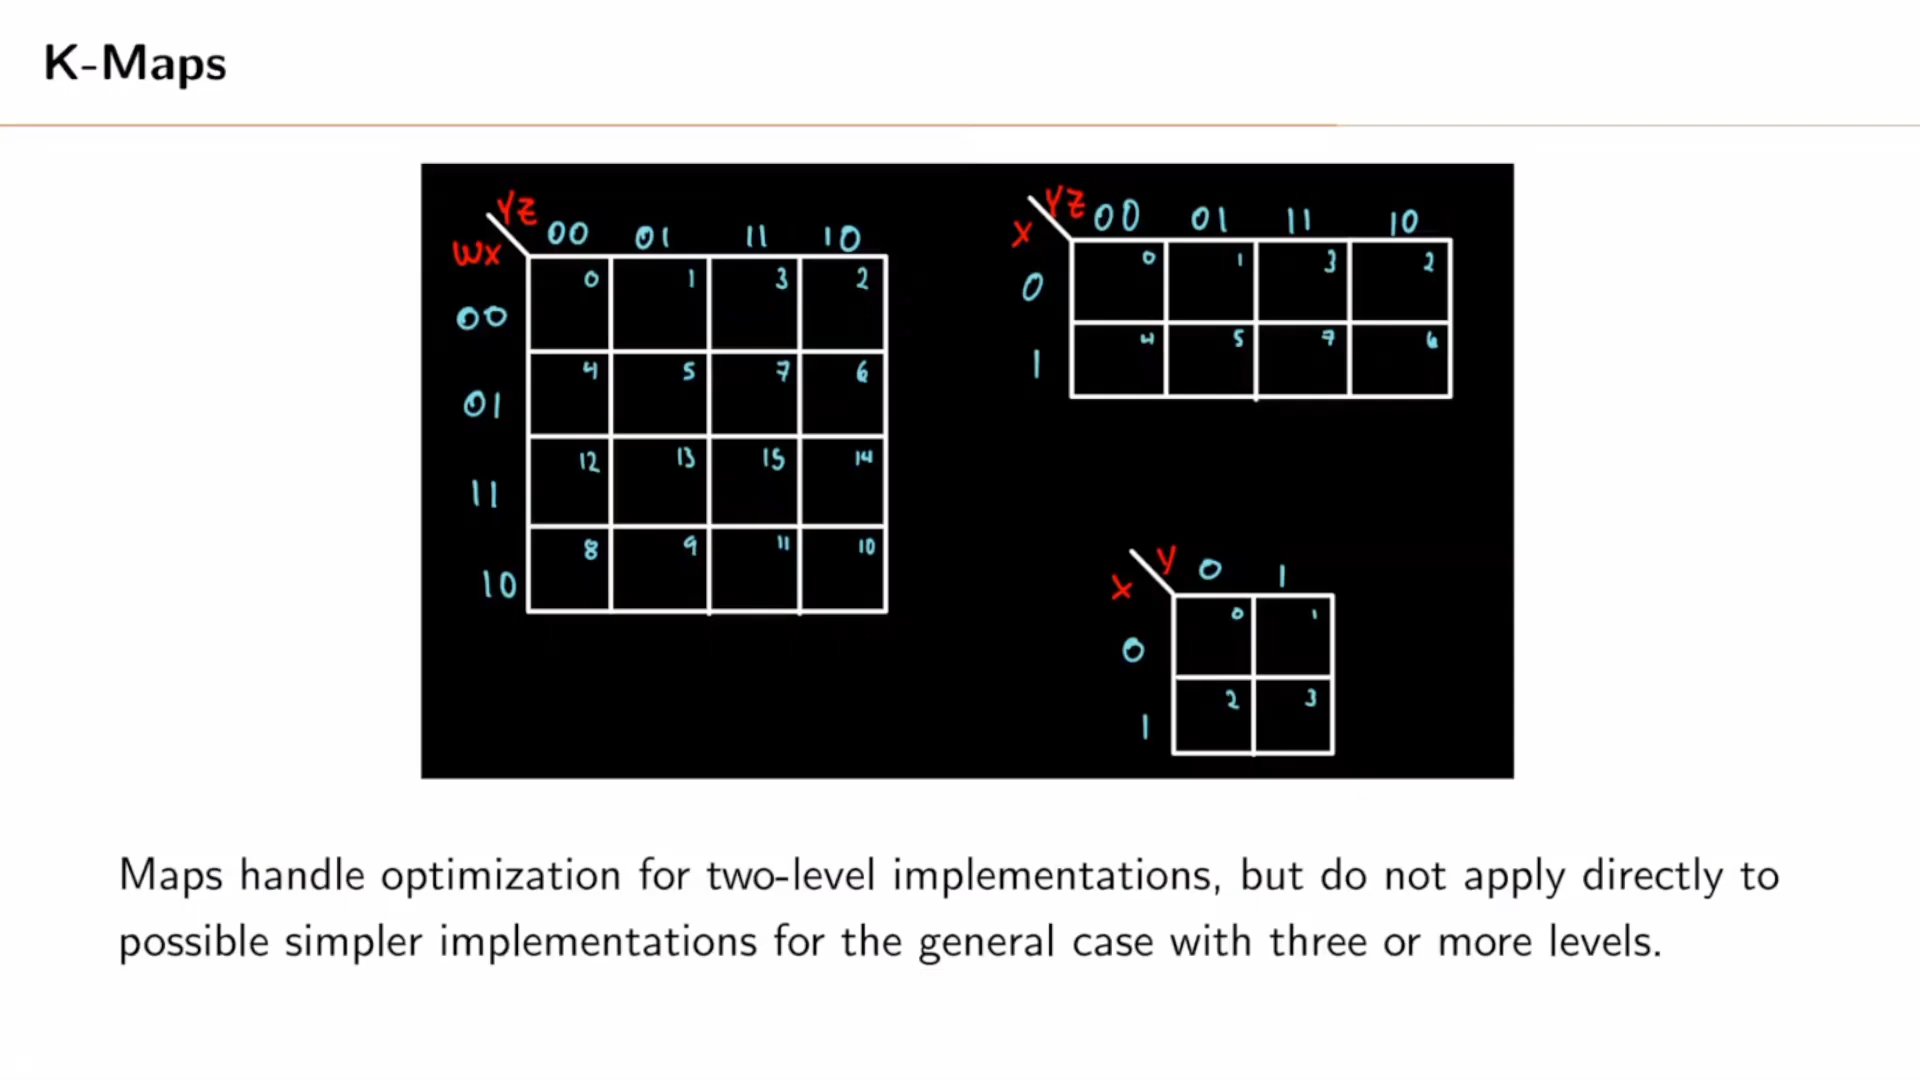 K-Maps
YZ 00 01 11 10
WX
00 0 1 3 2
01 4 5 7 6
11 12 13 15 14
10 8 9 11 10
YZ 00 01 11 10
X
0 0 1 3 2
1 4 5 7 6
Y 0 1
X
0 0 1
1 2 3
Maps handle optimization for two-level implementations, but do not apply directly to
possible simpler implementations for the general case with three or more levels.